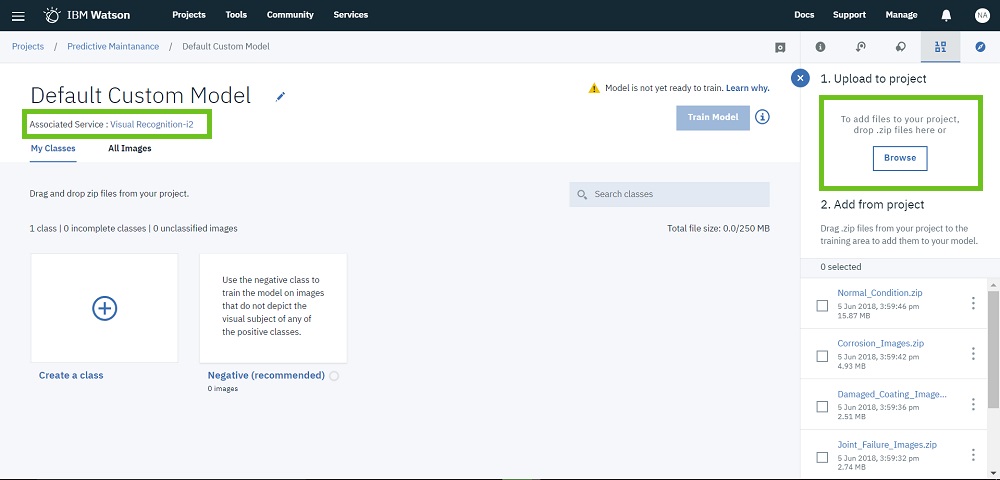 IBM Watson Projects Tools Community Services Docs Support Manage NA
Projects / Predictive Maintanance / Default Custom Model
Default Custom Model
Model is not yet ready to train. Learn why.
Associated Service : Visual Recognition-i2
Train Model
My Classes All Images
Drag and drop zip files from your project.
Search classes
1 class | 0 incomplete classes | 0 unclassified images
Total file size: 0.0/250 MB
Create a class
Use the negative class to
train the model on images
that do not depict the
visual subject of any of
the positive classes.
Negative (recommended)
0 images
1. Upload to project
To add files to your project,
drop .zip files here or
Browse
2. Add from project
Drag .zip files from your project to the
training area to add them to your model.
0 selected
Normal_Condition.zip
5 Jun 2018, 3:59:46 pm
15.87 MB
Corrosion_Images.zip
5 Jun 2018, 3:59:42 pm
4.93 MB
Damaged_Coating_Image...
5 Jun 2018, 3:59:36 pm
2.51 MB
Joint_Failure_Images.zip
5 Jun 2018, 3:59:32 pm
2.74 MB